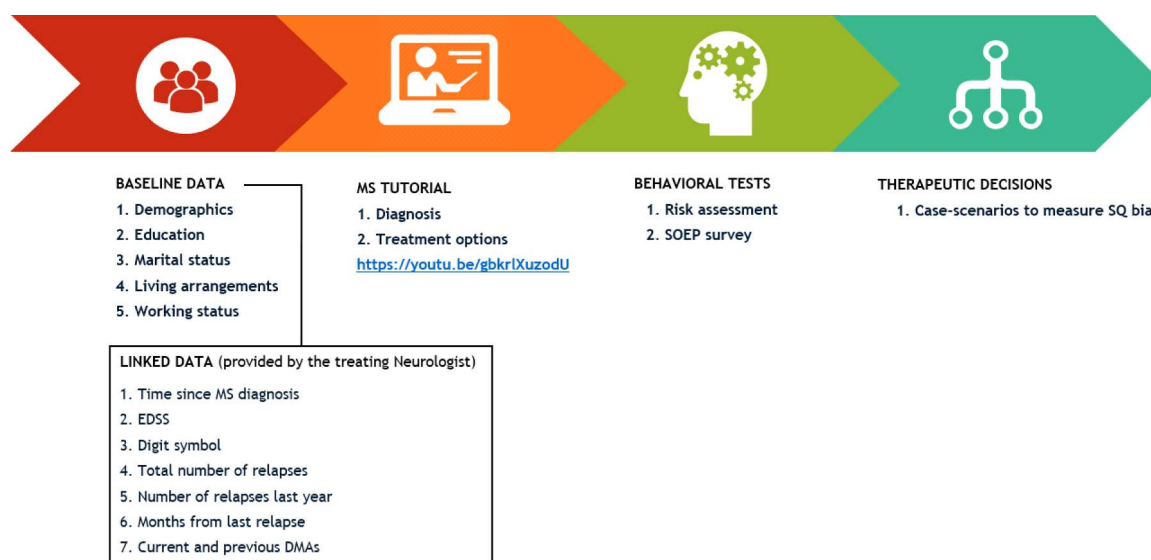 BASELINE DATA
1. Demographics
2. Education
3. Marital status
4. Living arrangements
5. Working status
LINKED DATA (provided by the treating Neurologist)
1. Time since MS diagnosis
2. EDSS
3. Digit symbol
4. Total number of relapses
5. Number of relapses last year
6. Months from last relapse
7. Current and previous DMAs
MS TUTORIAL
1. Diagnosis
2. Treatment options
https://youtu.be/gbkrlXuzodU
BEHAVIORAL TESTS
1. Risk assessment
2. SOEP survey
THERAPEUTIC DECISIONS
1. Case-scenarios to measure SQ bia